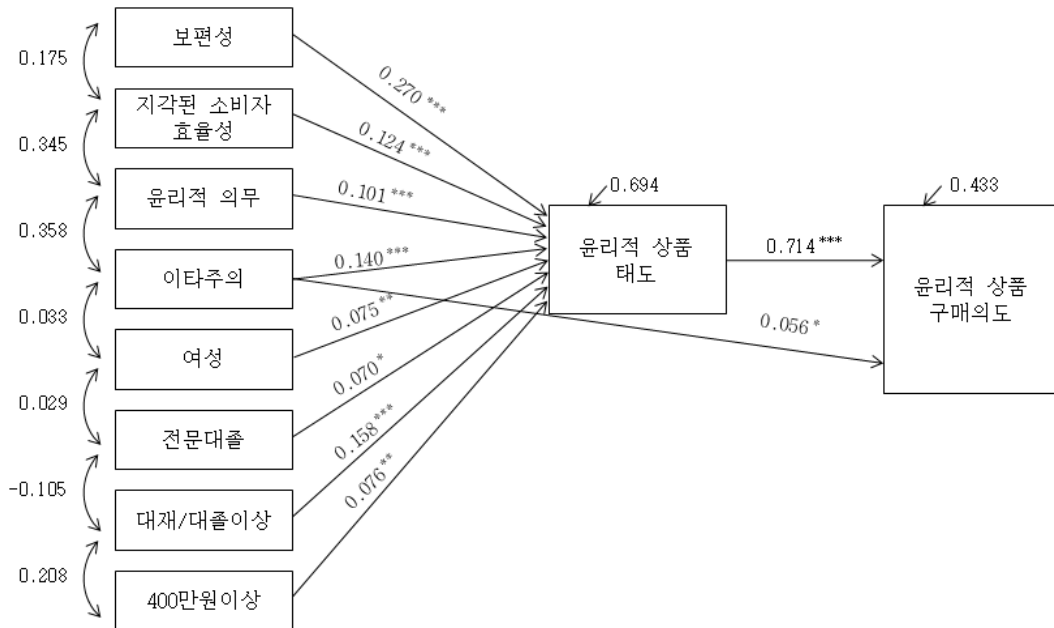 보편성
0.175
0.270***
지각된 소비자
효율성
0.124***
0.345
윤리적 의무
0.101***
0.694
0.433
0.358
이타주의
0.140***
윤리적 상품
태도
0.714***
윤리적 상품
구매의도
0.056*
0.033
0.075**
여성
0.029
0.070*
전문대졸
0.158***
-0.105
0.076**
대재/대졸이상
0.208
400만원이상